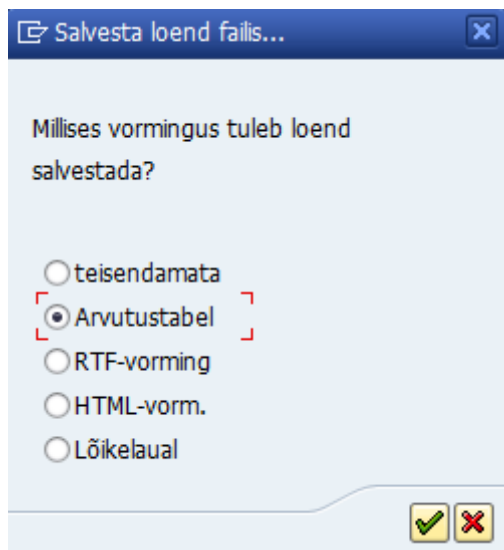 Salvesta loend failis...
Millises vormingus tuleb loend
salvestada?
teisendamata
Arvutustabel
RTF-vorming
HTML-vorm.
Lõikelaual